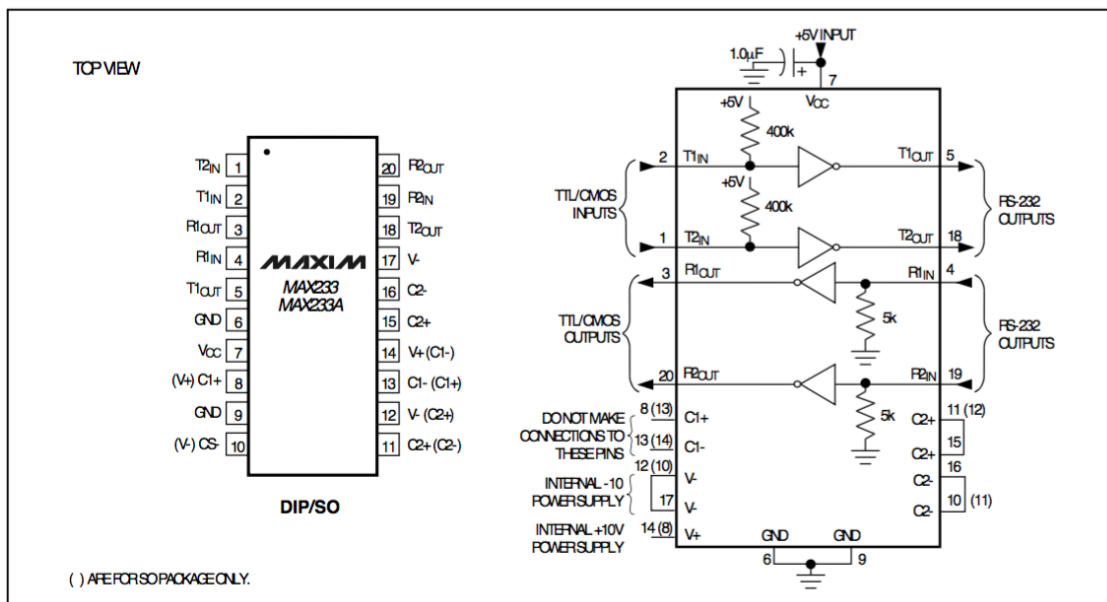 TOP VIEW
T2IN 1
T1IN 2
R1OUT 3
R1IN 4
T1OUT 5
GND 6
VCC 7
(V+) C1+ 8
GND 9
(V-) CS- 10
MAXIM
MAX233
MAX233A
20 R2OUT
19 R2IN
18 T2OUT
17 V-
16 C2-
15 C2+
14 V+ (C1-)
13 C1- (C1+)
12 V- (C2+)
11 C2+ (C2-)
DIP/SO
( ) ARE FOR SO PACKAGE ONLY.
+5V INPUT
1.0µF
+
7
VCC
+5V
400k
2 T1IN
T1OUT 5
+5V
400k
TTL/CMOS
INPUTS
RS-232
OUTPUTS
1 T2IN
T2OUT 18
3 R1OUT
R1IN 4
5k
TTL/CMOS
OUTPUTS
RS-232
OUTPUTS
20 R2OUT
R2IN 19
5k
DO NOT MAKE
CONNECTIONS TO
THESE PINS
8 (13) C1+
13 (14) C1-
INTERNAL -10
POWER SUPPLY
12 (10) V-
17 V-
INTERNAL +10V
POWER SUPPLY
14 (8) V+
C2+ 11 (12)
C2+ 15
C2- 16
C2- 10 (11)
GND GND
6 9